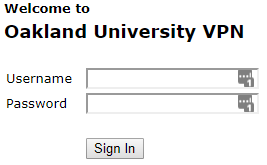 Welcome to
Oakland University VPN
Username
Password
Sign In